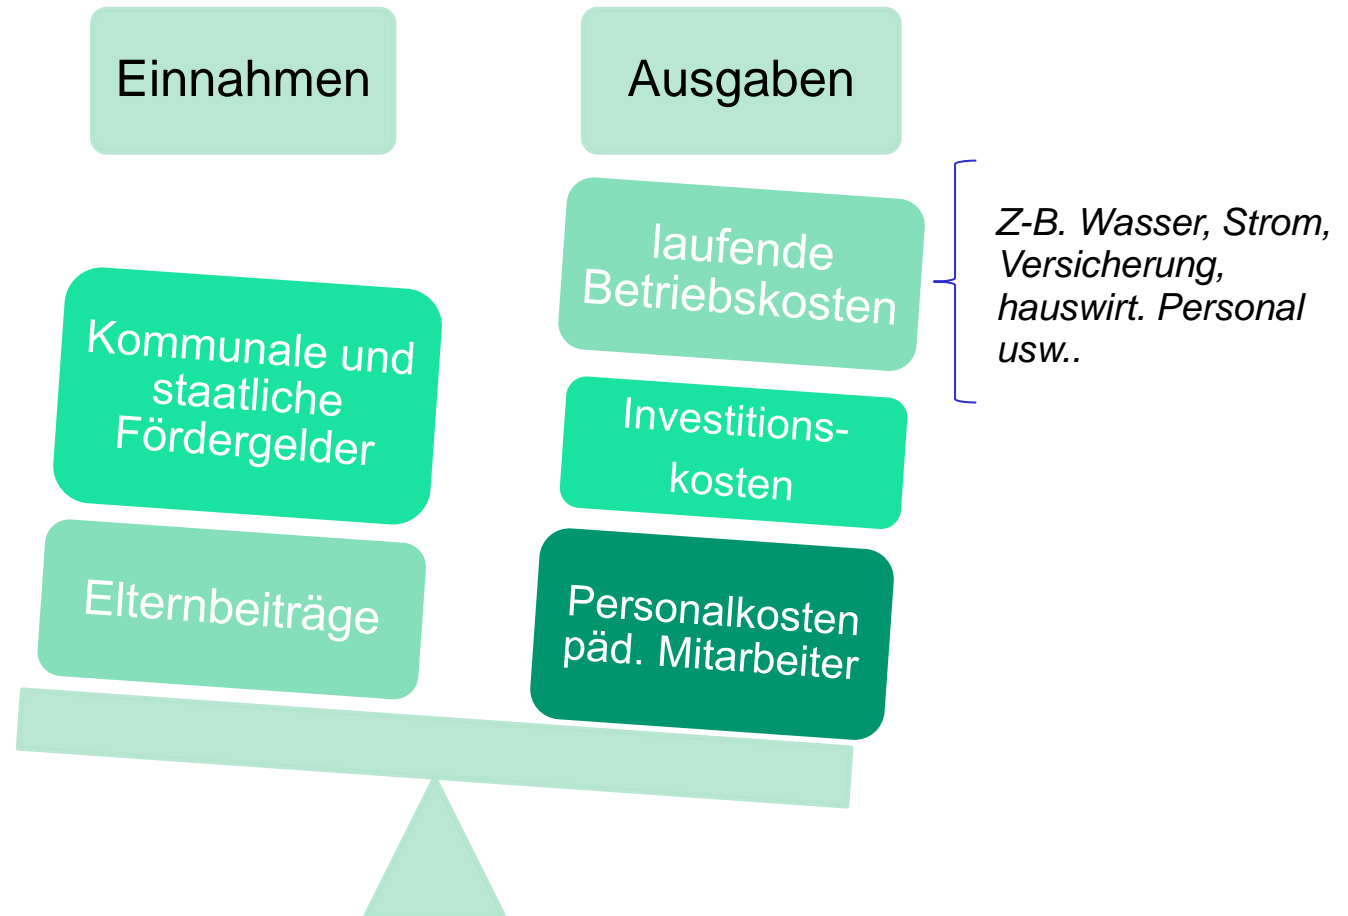 Einnahmen
Ausgaben
Kommunale und
staatliche
Fördergelder
Elternbeiträge
laufende
Betriebskosten
Investitions-
kosten
Personalkosten
päd. Mitarbeiter
Z-B. Wasser, Strom,
Versicherung,
hauswirt. Personal
usw..